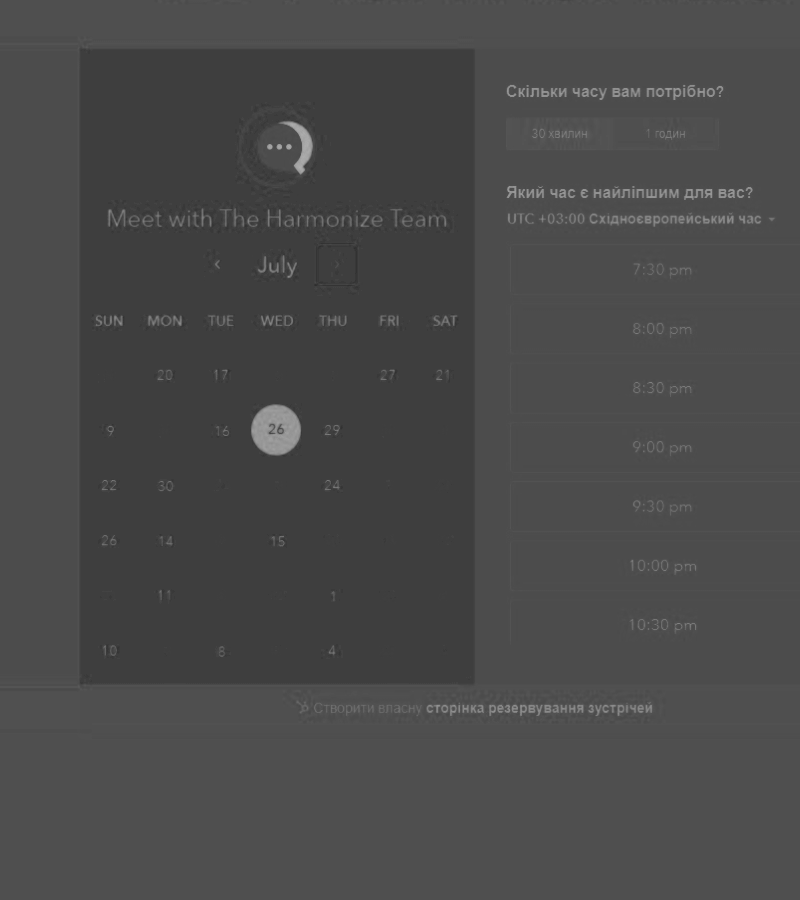 Meet with The Harmonize Team
July
SUN MON TUE WED THU FRI SAT
20 17 27 21
9 16 26 29
22 30 24
26 14 15
11 1
10 8 4
Скільки часу вам потрібно?
30 хвилин 1 годин
Який час є найліпшим для вас?
UTC +03:00 Східноєвропейський час
7:30 pm
8:00 pm
8:30 pm
9:00 pm
9:30 pm
10:00 pm
10:30 pm
Створити власну сторінка резервування зустрічей